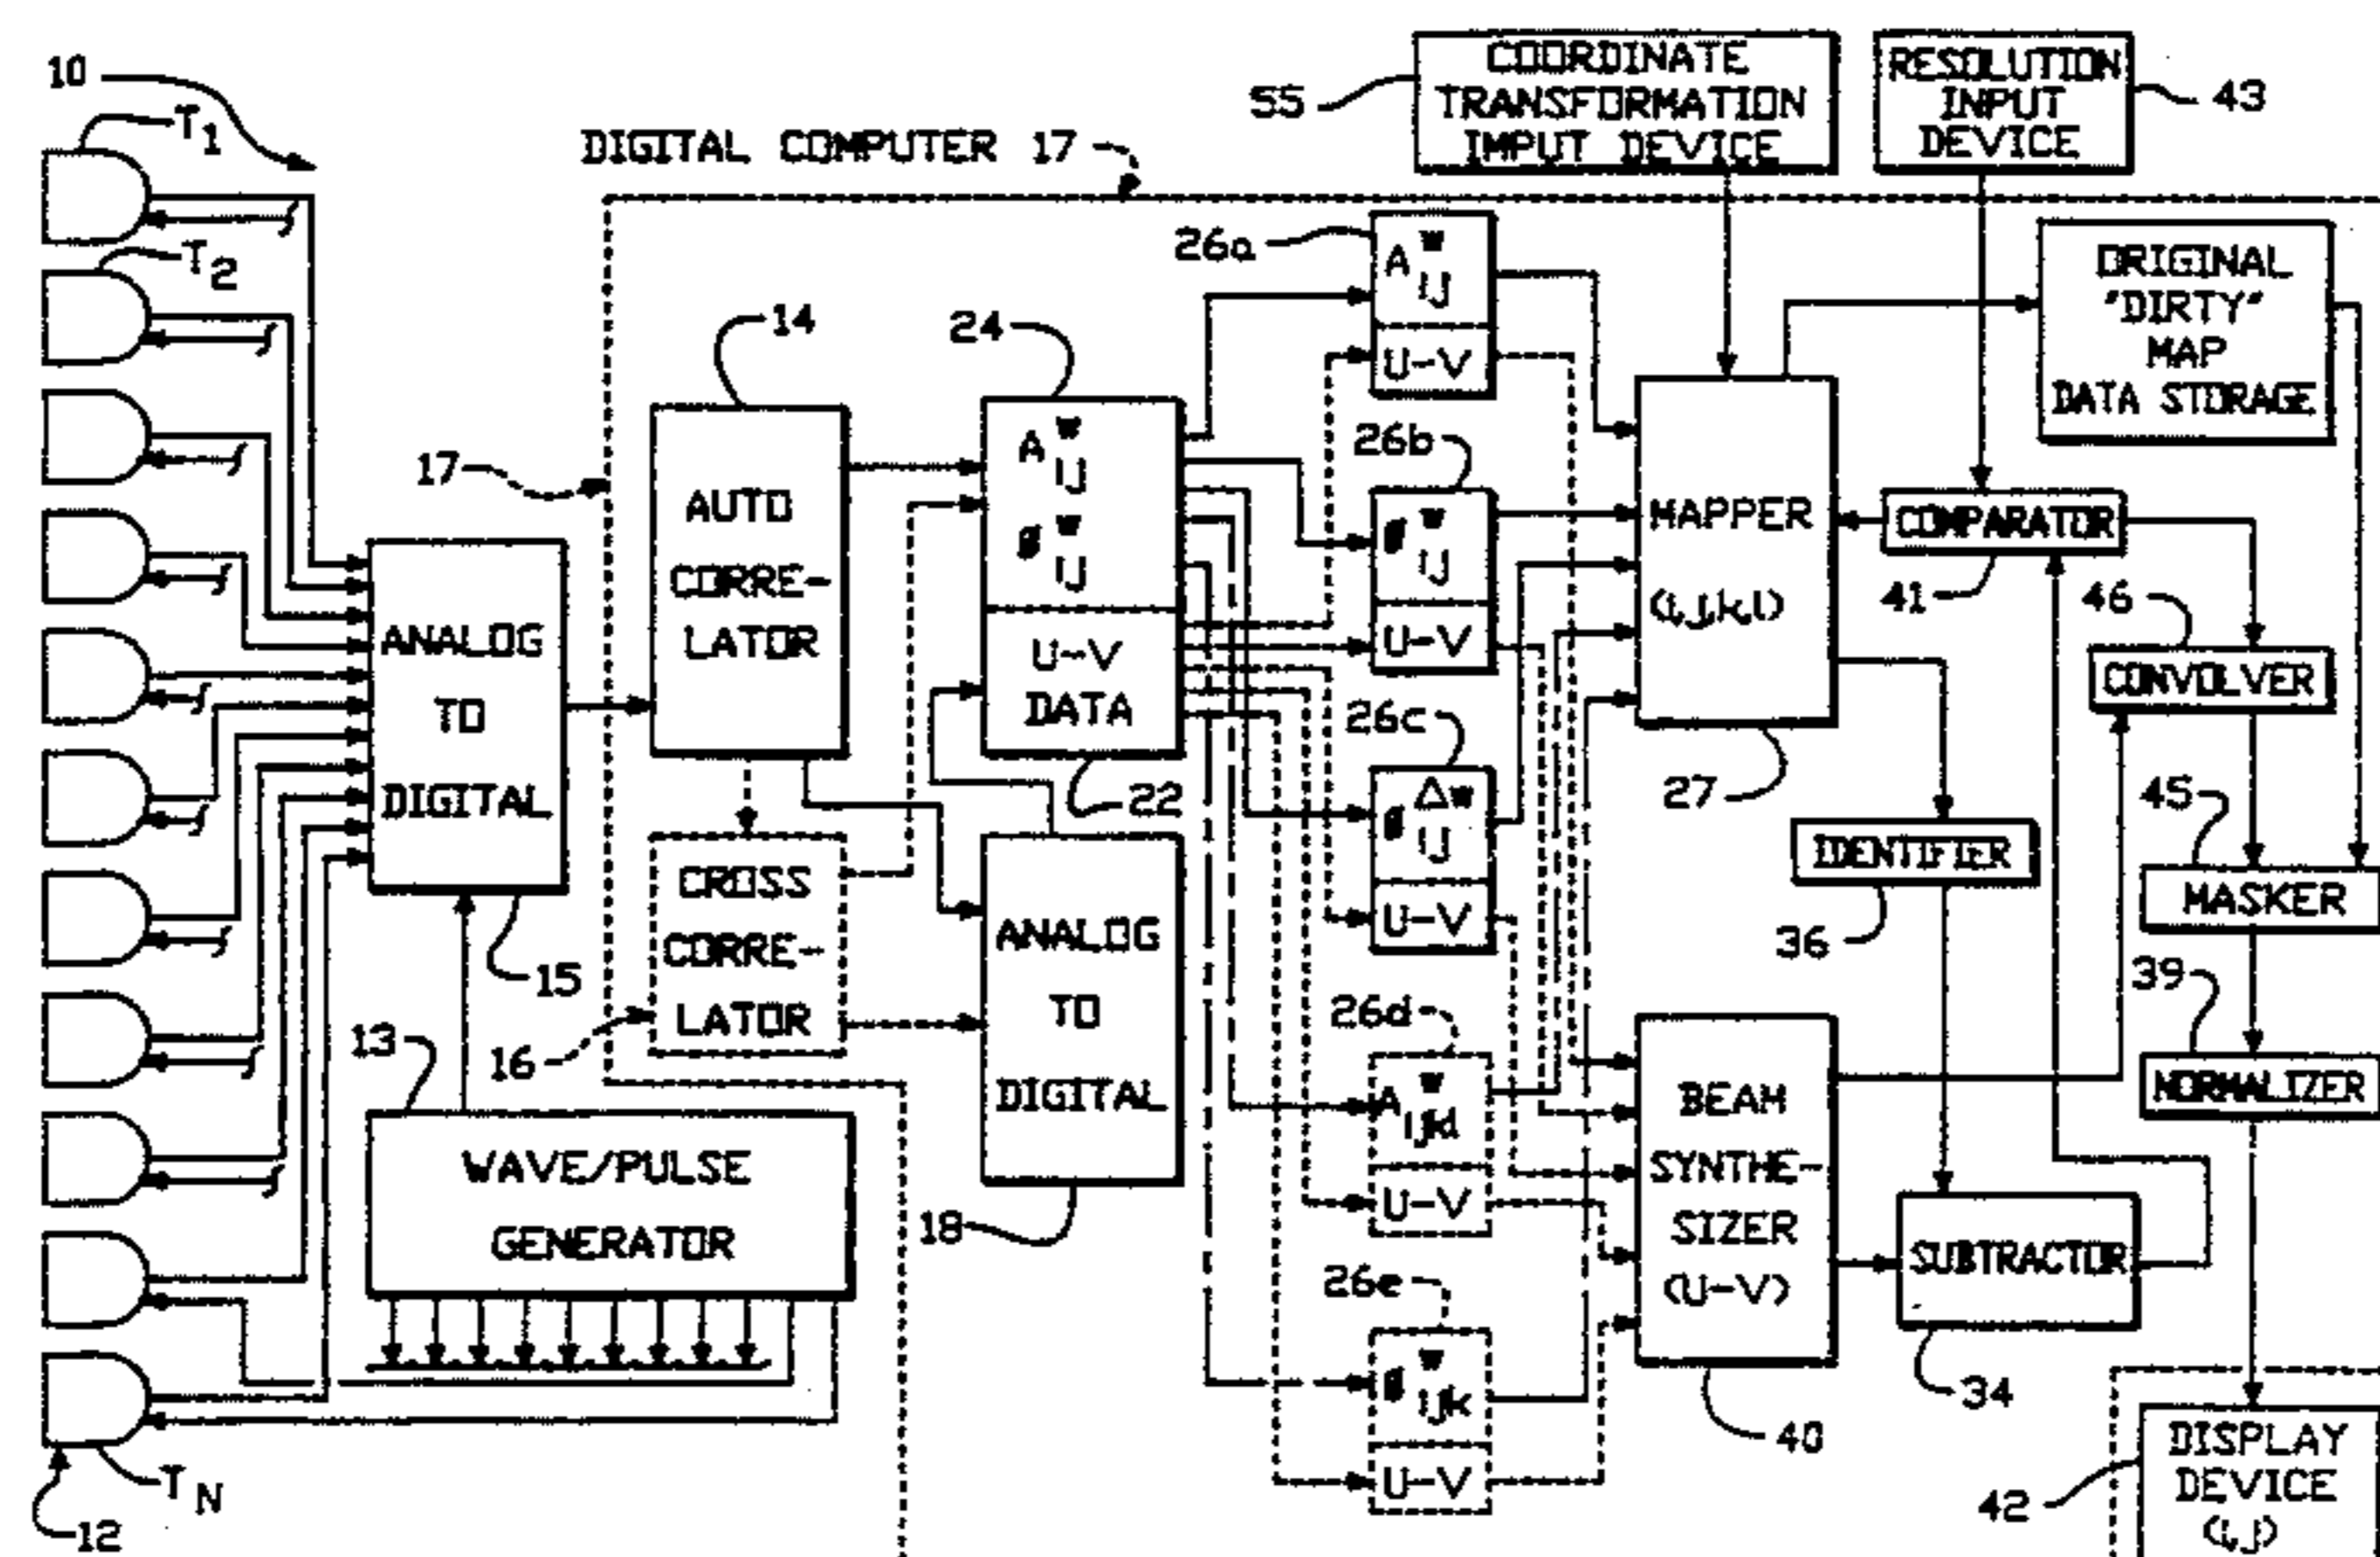 10
T1
T2
DIGITAL COMPUTER 17
55
COORDINATE
TRANSFORMATION
IMPUT DEVICE
RESOLUTION
INPUT
DEVICE
43
ORIGINAL
"DIRTY"
MAP
DATA STORAGE
17
14
AUTO
CORRE-
LATOR
24
A w
IJ
ø w
IJ
U-V
DATA
22
26a
A w
IJ
U-V
26b
ø w
IJ
U-V
26c
ø Δw
IJ
U-V
26d
A w
ijkl
U-V
26e
ø w
ijk
U-V
MAPPER
(i,j,k,l)
27
COMPARATOR
41
46
CONVOLVER
45
MASKER
39
NORMALIZER
IDENTIFIER
36
ANALOG
TO
DIGITAL
15
CROSS
CORRE-
LATOR
16
ANALOG
TO
DIGITAL
18
13
WAVE/PULSE
GENERATOR
BEAM
SYNTHE-
SIZER
(U-V)
40
SUBTRACTOR
34
42
DISPLAY
DEVICE
(i,j)
TN
12